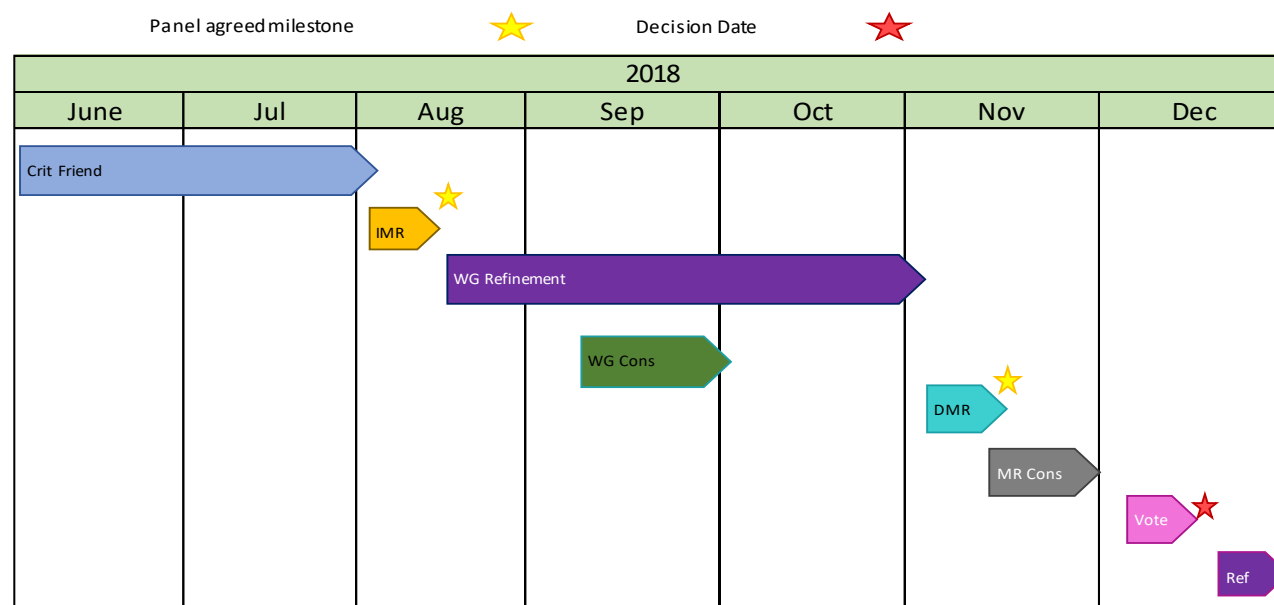 Panel agreed milestone
Decision Date
2018
June Jul Aug Sep Oct Nov Dec
Crit Friend
IMR
WG Refinement
WG Cons
DMR
MR Cons
Vote
Ref